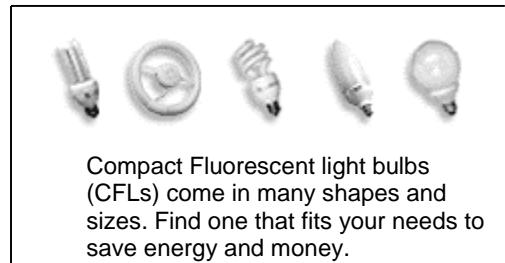 Compact Fluorescent light bulbs
(CFLs) come in many shapes and
sizes. Find one that fits your needs to
save energy and money.